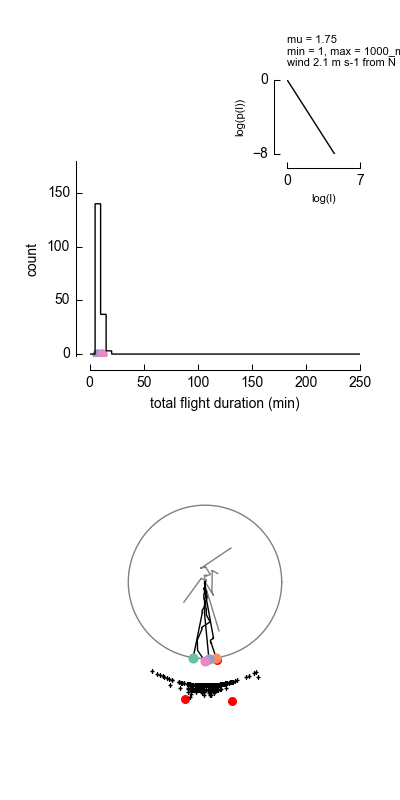 mu = 1.75
min = 1, max = 1000_m
wind 2.1 m s-1 from N
0
−8
log(p(l))
0 7
log(l)
150
100
50
0
count
0 50 100 150 200 250
total flight duration (min)